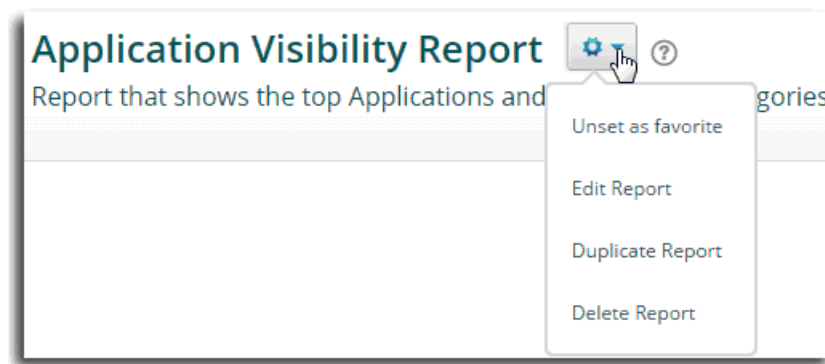 Application Visibility Report ?
Report that shows the top Applications and gories
Unset as favorite
Edit Report
Duplicate Report
Delete Report